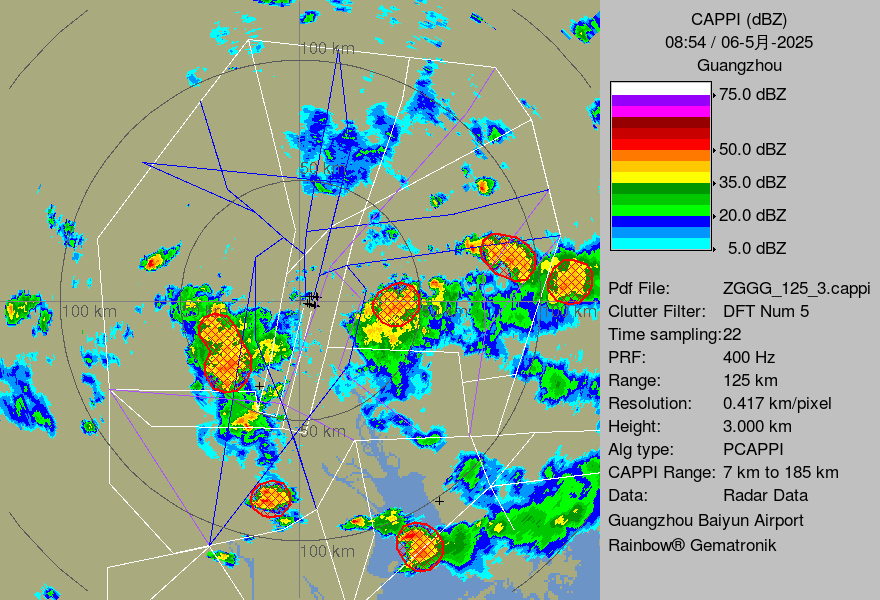 CAPPI (dBZ)
08:54 / 06-5月-2025
Guangzhou
75.0 dBZ
50.0 dBZ
35.0 dBZ
20.0 dBZ
5.0 dBZ
Pdf File: ZGGG_125_3.cappi
Clutter Filter: DFT Num 5
Time sampling:22
PRF: 400 Hz
Range: 125 km
Resolution: 0.417 km/pixel
Height: 3.000 km
Alg type: PCAPPI
CAPPI Range: 7 km to 185 km
Data: Radar Data
Guangzhou Baiyun Airport
Rainbow® Gematronik
100 km
50 km
100 km
50 km
100 km